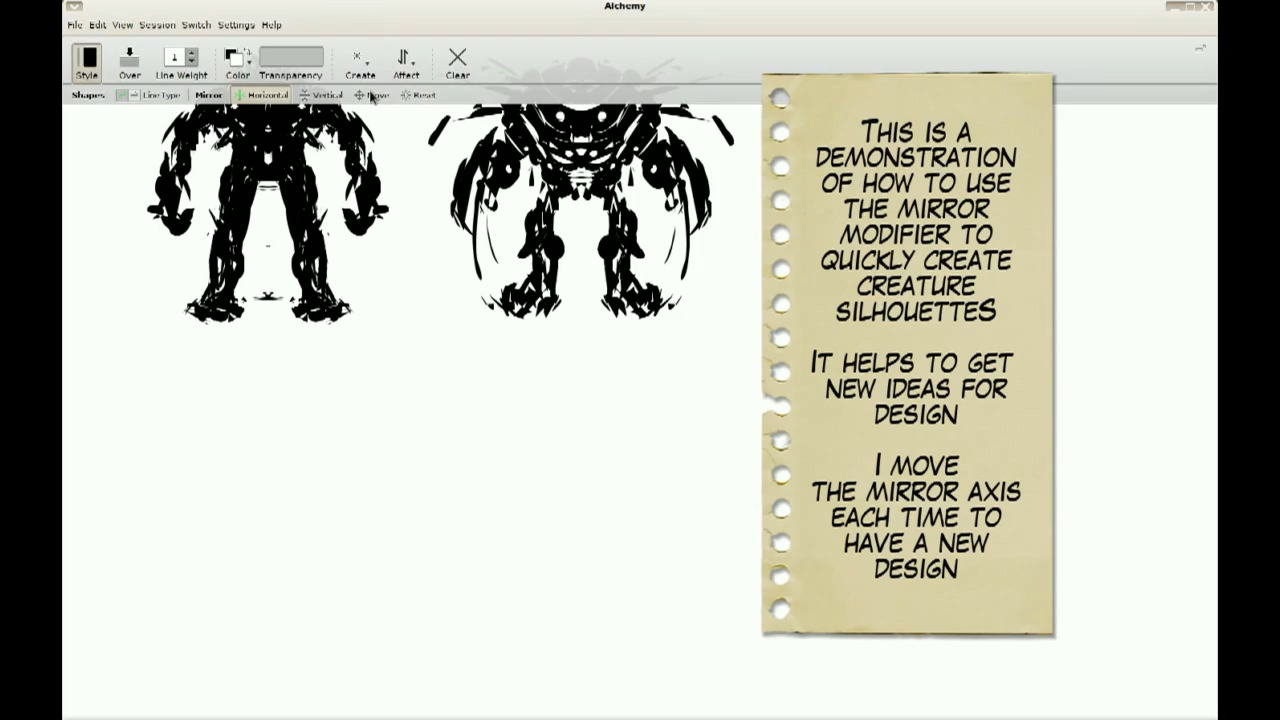 Alchemy
File Edit View Session Switch Settings Help
1
Style Over Line Weight Color Transparency Create Affect Clear
Shapes Line Type Mirror Horizontal Vertical Move Reset
THIS IS A
DEMONSTRATION
OF HOW TO USE
THE MIRROR
MODIFIER TO
QUICKLY CREATE
CREATURE
SILHOUETTES
IT HELPS TO GET
NEW IDEAS FOR
DESIGN
I MOVE
THE MIRROR AXIS
EACH TIME TO
HAVE A NEW
DESIGN